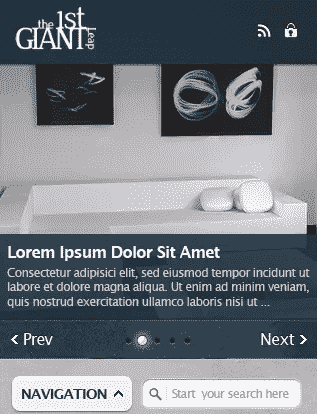 the 1st
GIANT Leap
Lorem Ipsum Dolor Sit Amet
Consectetur adipisici elit, sed eiusmod tempor incidunt ut
labore et dolore magna aliqua. Ut enim ad minim veniam,
quis nostrud exercitation ullamco laboris nisi ut ...
Prev
Next
NAVIGATION
Start your search here